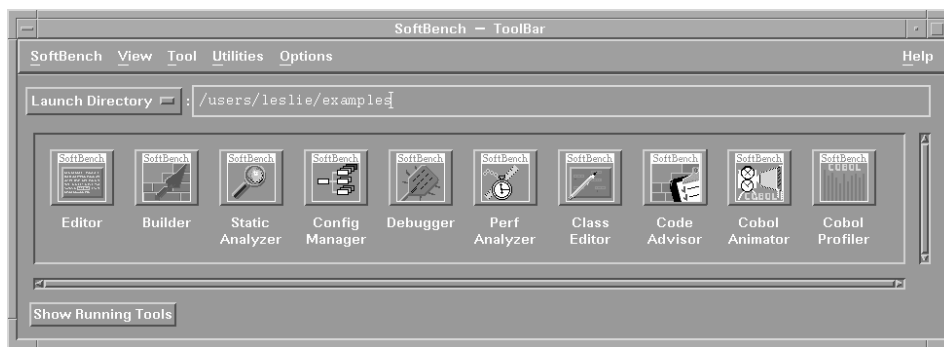 SoftBench — ToolBar
SoftBench View Tool Utilities Options Help
Launch Directory : /users/leslie/examples
SoftBench SoftBench SoftBench SoftBench SoftBench SoftBench SoftBench SoftBench SoftBench SoftBench
COBOL COBOL
Editor Builder Static Analyzer Config Manager Debugger Perf Analyzer Class Editor Code Advisor Cobol Animator Cobol Profiler
Show Running Tools